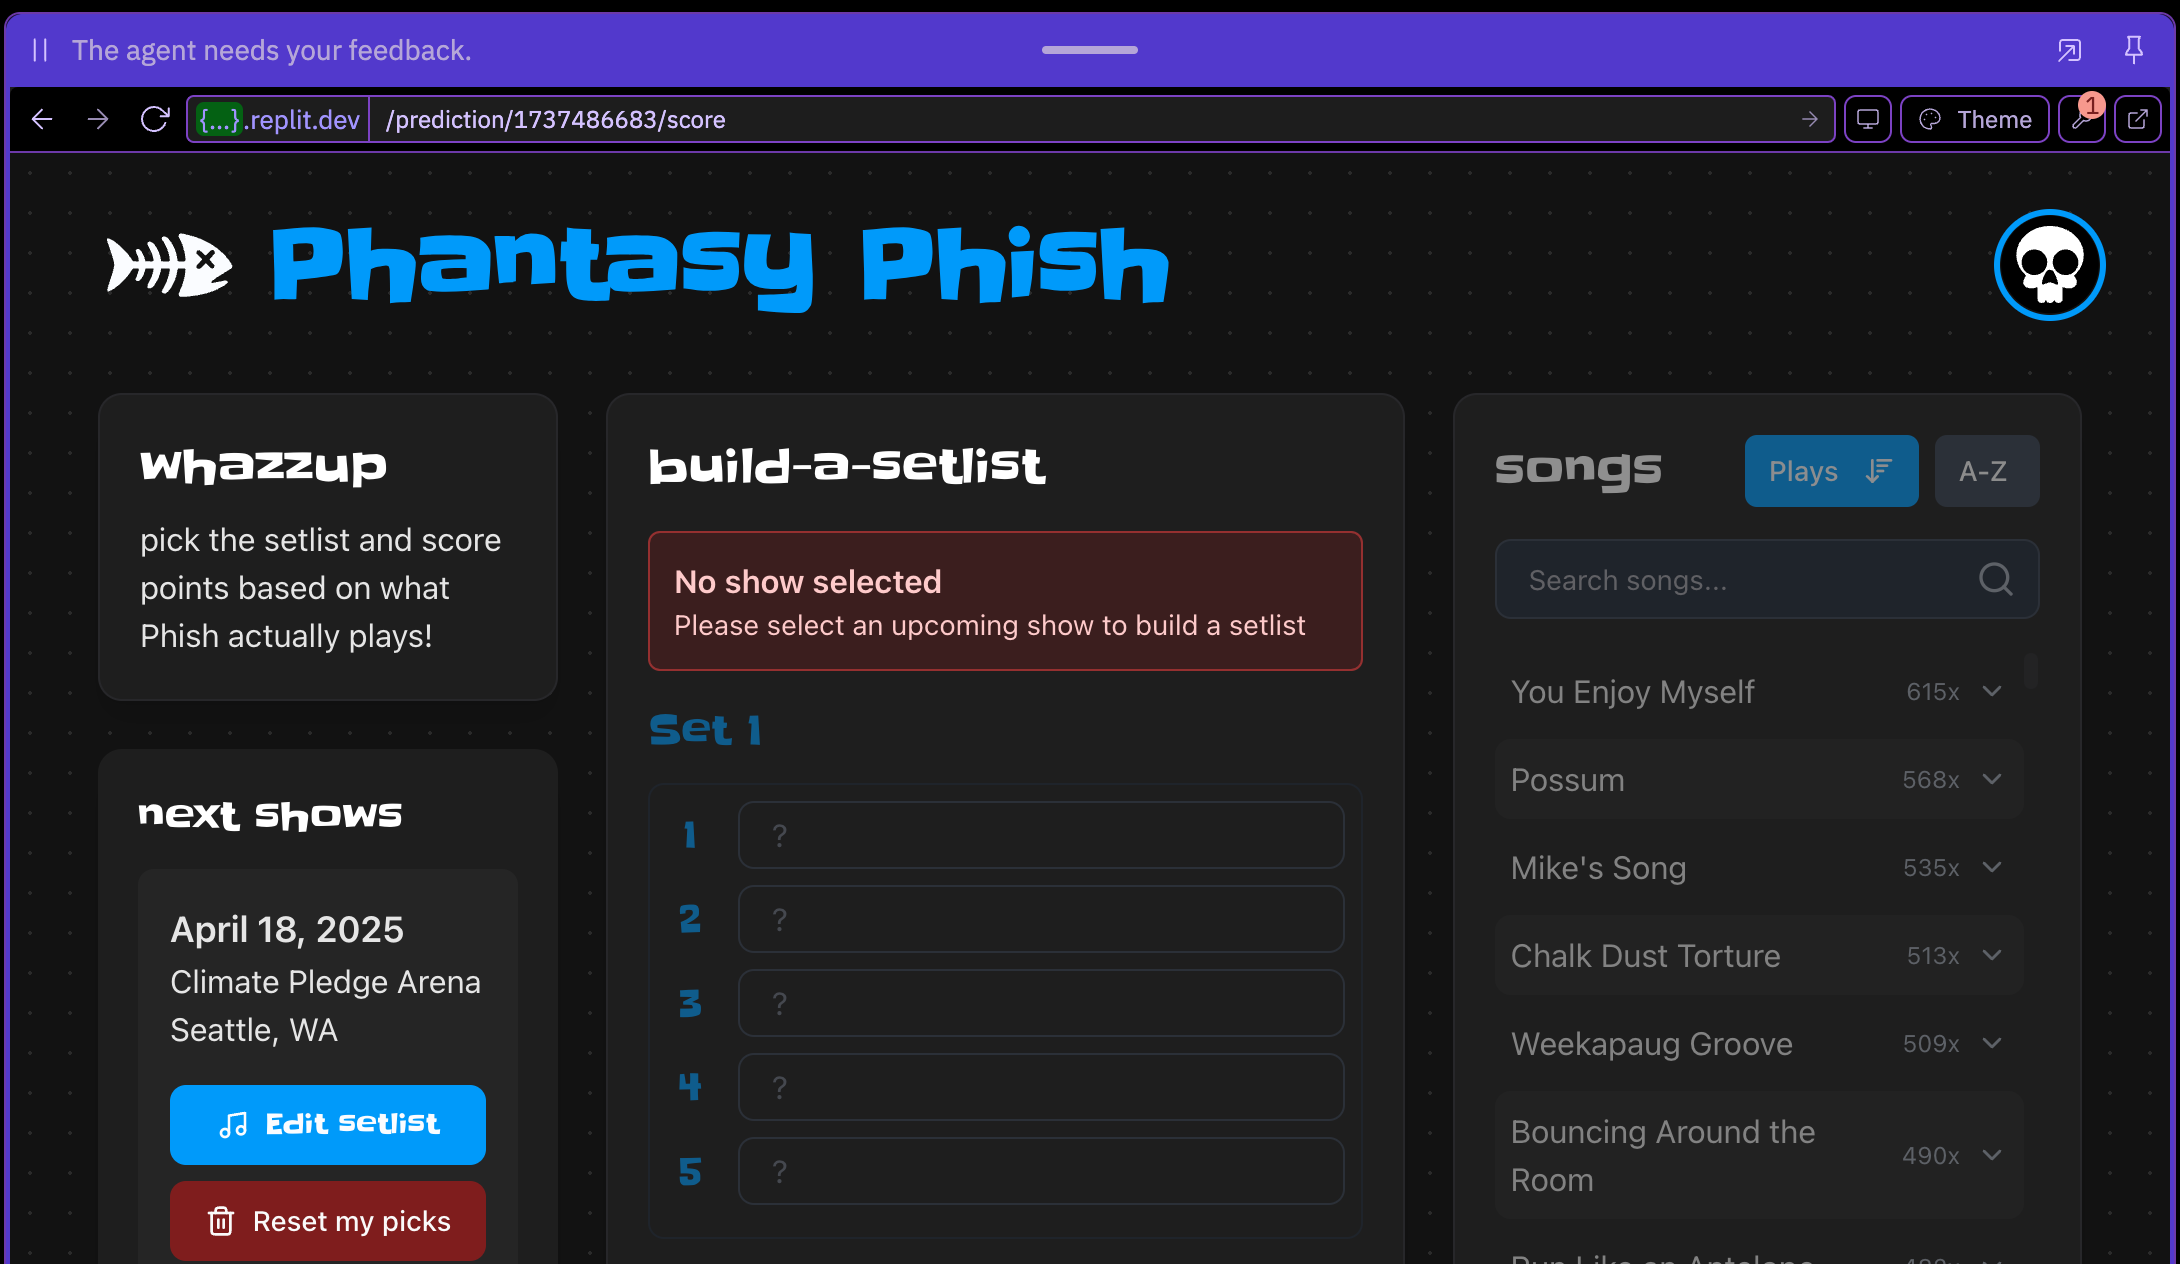 The agent needs your feedback.
{...}.replit.dev /prediction/1737486683/score
Theme
1
Phantasy Phish
whazzup
pick the setlist and score
points based on what
Phish actually plays!
next shows
April 18, 2025
Climate Pledge Arena
Seattle, WA
Edit setlist
Reset my picks
build-a-setlist
No show selected
Please select an upcoming show to build a setlist
Set 1
1 ?
2 ?
3 ?
4 ?
5 ?
songs
Plays
A-Z
Search songs...
You Enjoy Myself 615x
Possum 568x
Mike's Song 535x
Chalk Dust Torture 513x
Weekapaug Groove 509x
Bouncing Around the
Room 490x
Run Like an Antelope